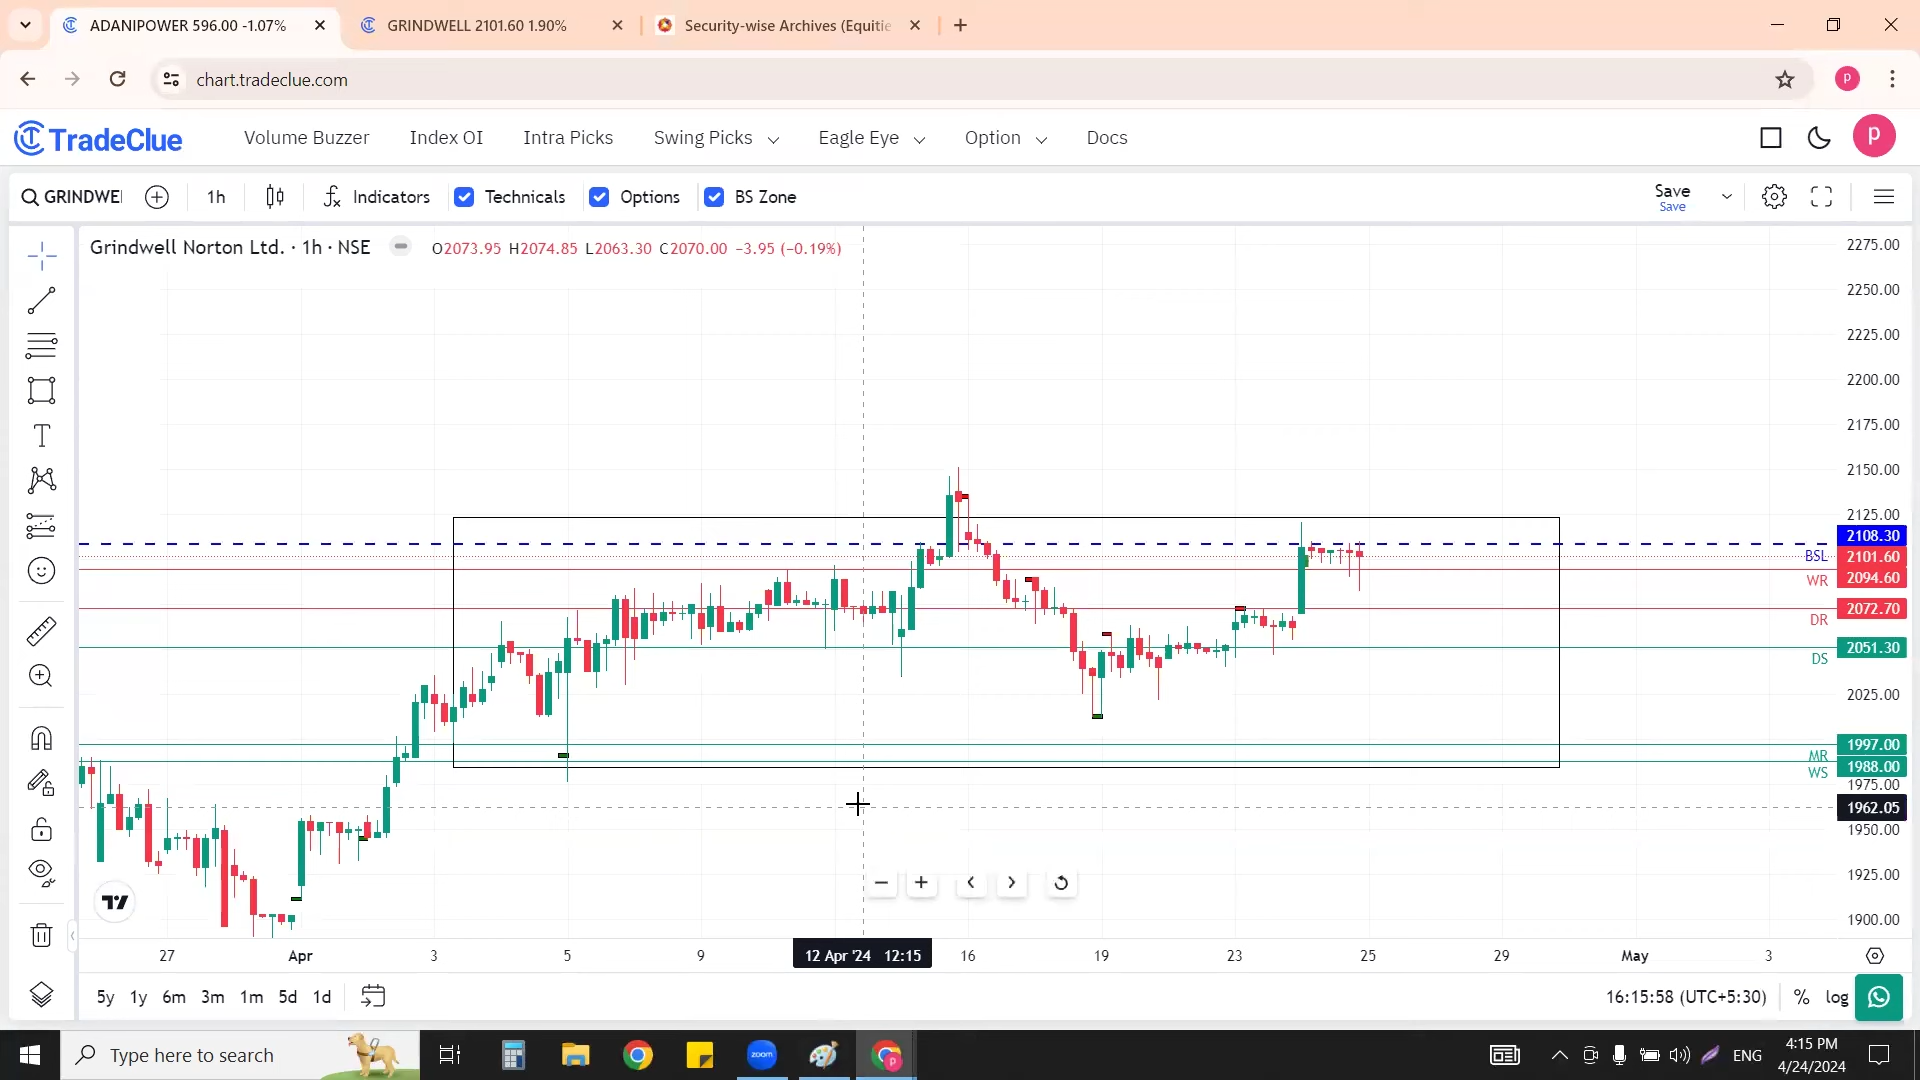 ADANIPOWER 596.00 -1.07%
GRINDWELL 2101.60 1.90%
Security-wise Archives (Equitie
chart.tradeclue.com
P
TradeClue
Volume Buzzer
Index OI
Intra Picks
Swing Picks
Eagle Eye
Option
Docs
P
GRINDWEL
1h
Indicators
Technicals
Options
BS Zone
Save
Save
Grindwell Norton Ltd. · 1h · NSE
O2073.95 H2074.85 L2063.30 C2070.00 −3.95 (−0.19%)
2275.00
2250.00
2225.00
2200.00
2175.00
2150.00
2125.00
2108.30
BSL 2101.60
WR 2094.60
2072.70
DR
2051.30
DS
2025.00
1997.00
MR
1988.00
WS
1975.00
1962.05
1950.00
1925.00
1900.00
27
Apr
3
5
9
12 Apr '24 12:15
16
19
23
25
29
May
3
5y 1y 6m 3m 1m 5d 1d
16:15:58 (UTC+5:30)
%
log
Type here to search
zoom
P
ENG
4:15 PM
4/24/2024